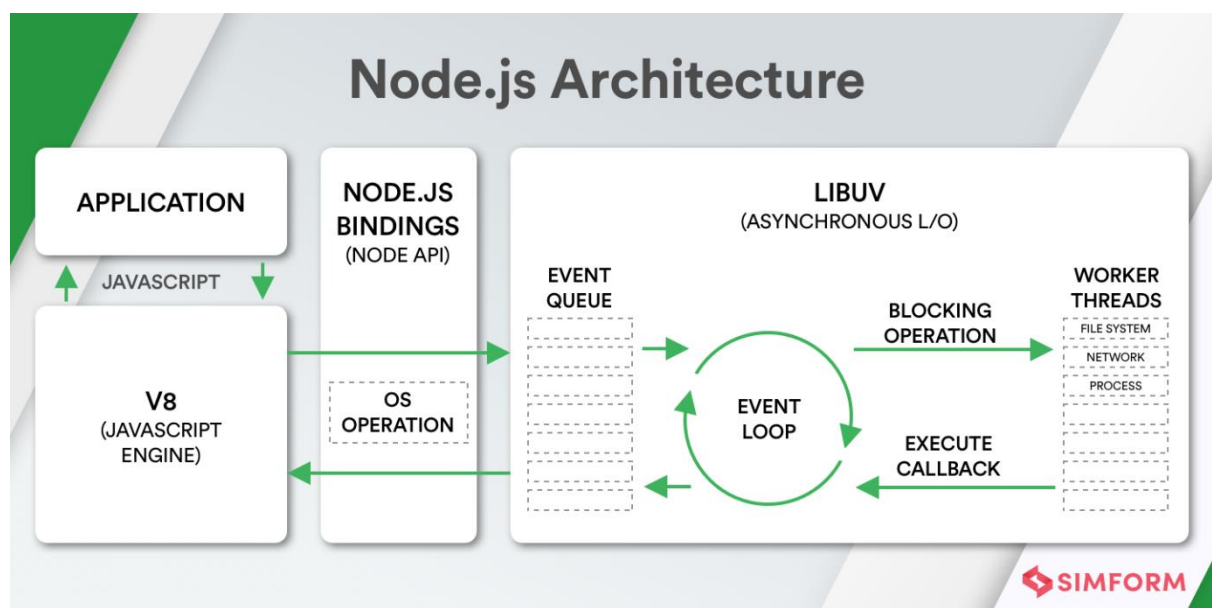 Node.js Architecture
APPLICATION
JAVASCRIPT
V8
(JAVASCRIPT
ENGINE)
NODE.JS
BINDINGS
(NODE API)
OS
OPERATION
LIBUV
(ASYNCHRONOUS L/O)
EVENT
QUEUE
EVENT
LOOP
BLOCKING
OPERATION
EXECUTE
CALLBACK
WORKER
THREADS
FILE SYSTEM
NETWORK
PROCESS
SIMFORM